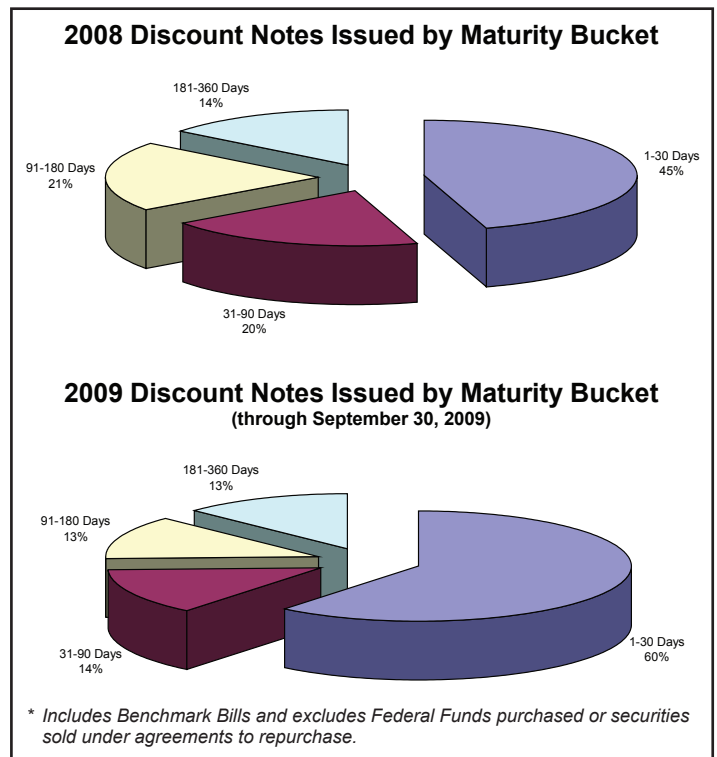 2008 Discount Notes Issued by Maturity Bucket
181-360 Days
14%
91-180 Days
21%
1-30 Days
45%
31-90 Days
20%
2009 Discount Notes Issued by Maturity Bucket
(through September 30, 2009)
181-360 Days
13%
91-180 Days
13%
31-90 Days
14%
1-30 Days
60%
* Includes Benchmark Bills and excludes Federal Funds purchased or securities
sold under agreements to repurchase.